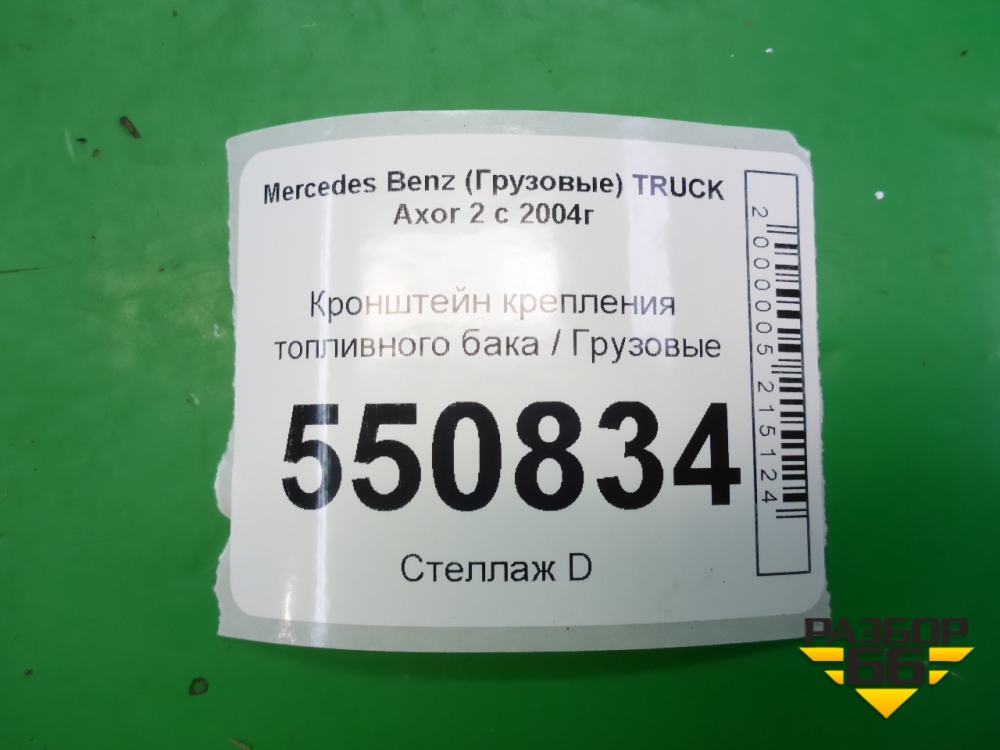 Mercedes Benz (Грузовые) TRUCK
Axor 2 с 2004г
Кронштейн крепления
топливного бака / Грузовые
550834
Стеллаж D
2000005215124
РАЗБОР
66